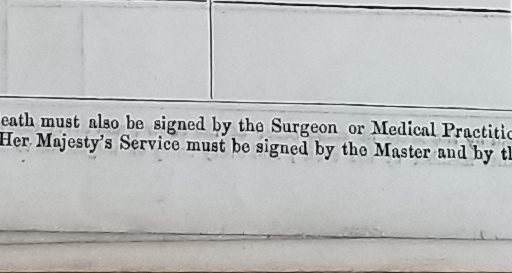 eath must also be signed by the Surgeon or Medical Practitio
Her Majesty's Service must be signed by the Master and by th